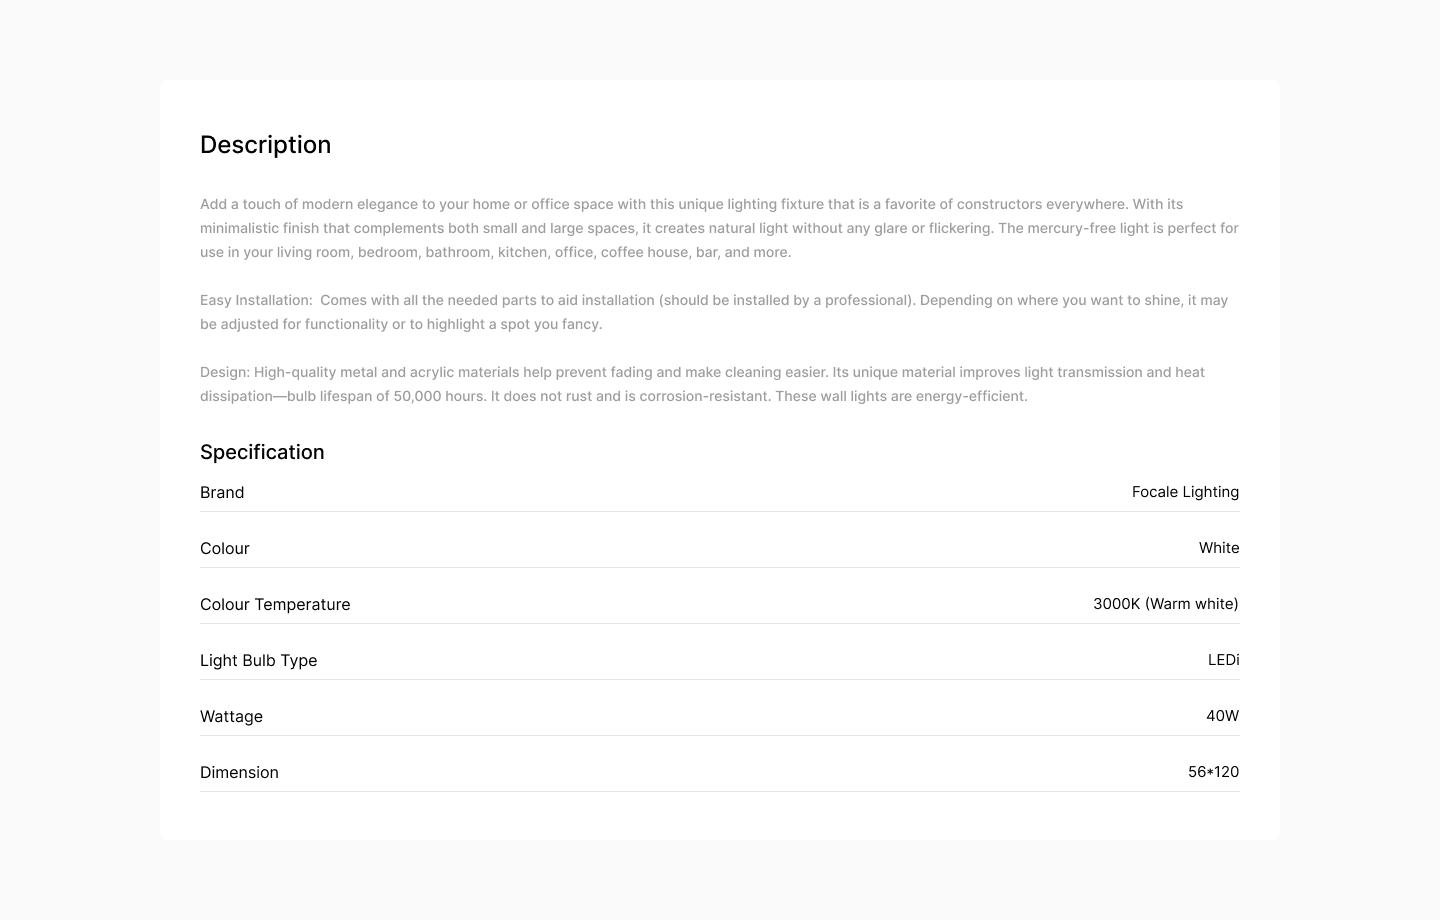 Description
Add a touch of modern elegance to your home or office space with this unique lighting fixture that is a favorite of constructors everywhere. With its
minimalistic finish that complements both small and large spaces, it creates natural light without any glare or flickering. The mercury-free light is perfect for
use in your living room, bedroom, bathroom, kitchen, office, coffee house, bar, and more.
Easy Installation:  Comes with all the needed parts to aid installation (should be installed by a professional). Depending on where you want to shine, it may
be adjusted for functionality or to highlight a spot you fancy.
Design: High-quality metal and acrylic materials help prevent fading and make cleaning easier. Its unique material improves light transmission and heat
dissipation—bulb lifespan of 50,000 hours. It does not rust and is corrosion-resistant. These wall lights are energy-efficient.
Specification
Brand Focale Lighting
Colour White
Colour Temperature 3000K (Warm white)
Light Bulb Type LEDi
Wattage 40W
Dimension 56*120